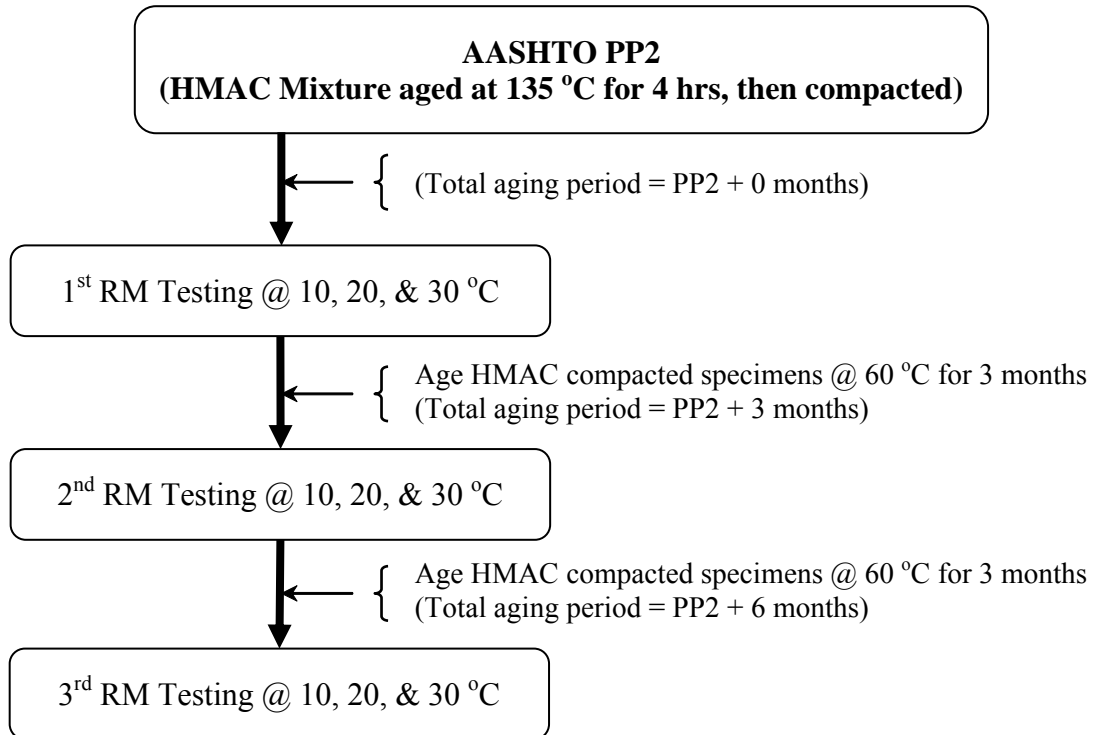 AASHTO PP2
(HMAC Mixture aged at 135 °C for 4 hrs, then compacted)
(Total aging period = PP2 + 0 months)
1st RM Testing @ 10, 20, & 30 °C
Age HMAC compacted specimens @ 60 °C for 3 months
(Total aging period = PP2 + 3 months)
2nd RM Testing @ 10, 20, & 30 °C
Age HMAC compacted specimens @ 60 °C for 3 months
(Total aging period = PP2 + 6 months)
3rd RM Testing @ 10, 20, & 30 °C